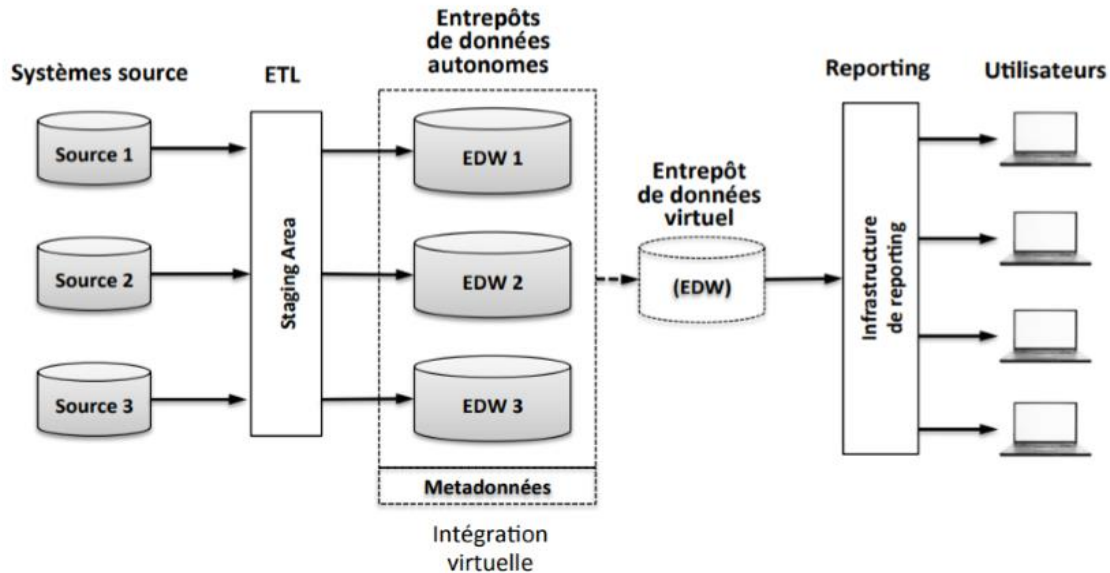 Systèmes source
ETL
Entrepôts
de données
autonomes
Reporting
Utilisateurs
Source 1
Source 2
Source 3
Staging Area
EDW 1
EDW 2
EDW 3
Metadonnées
Intégration
virtuelle
Entrepôt
de données
virtuel
(EDW)
Infrastructure
de reporting